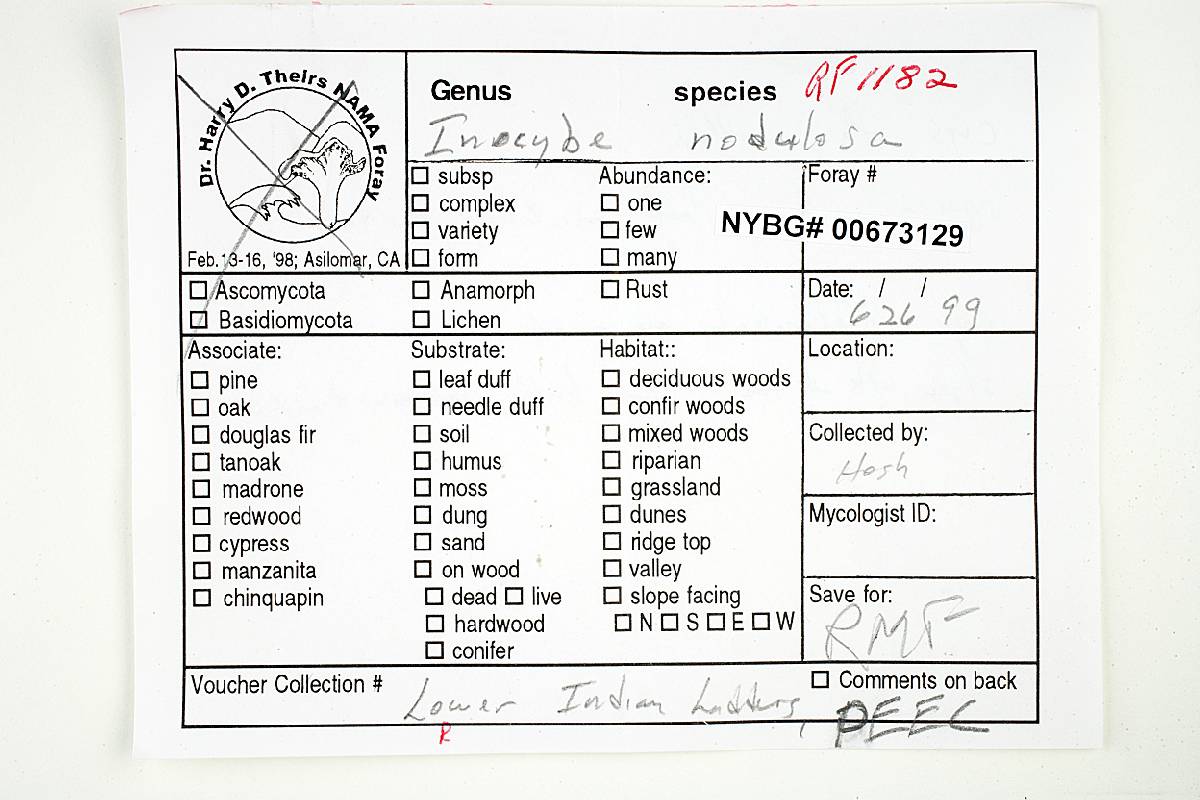 Dr. Harry D. Theirs NAMA Foray
Feb. 13-16, '98; Asilomar, CA
Genus species RF 1182
Inocybe nodulosa
☐ subsp
☐ complex
☐ variety
☐ form
Abundance:
☐ one
☐ few
☐ many
Foray #
NYBG# 00673129
☐ Ascomycota
☐ Basidiomycota
☐ Anamorph
☐ Lichen
☐ Rust
Date: / /
6 26 99
Associate:
☐ pine
☐ oak
☐ douglas fir
☐ tanoak
☐ madrone
☐ redwood
☐ cypress
☐ manzanita
☐ chinquapin
Substrate:
☐ leaf duff
☐ needle duff
☐ soil
☐ humus
☐ moss
☐ dung
☐ sand
☐ on wood
☐ dead ☐ live
☐ hardwood
☐ conifer
Habitat::
☐ deciduous woods
☐ confir woods
☐ mixed woods
☐ riparian
☐ grassland
☐ dunes
☐ ridge top
☐ valley
☐ slope facing
☐ N ☐ S ☐ E ☐ W
Location:
Collected by:
Hosh
Mycologist ID:
Save for:
RMF
Voucher Collection #
Lower Indian Ladders,
☐ Comments on back
PEEC
R